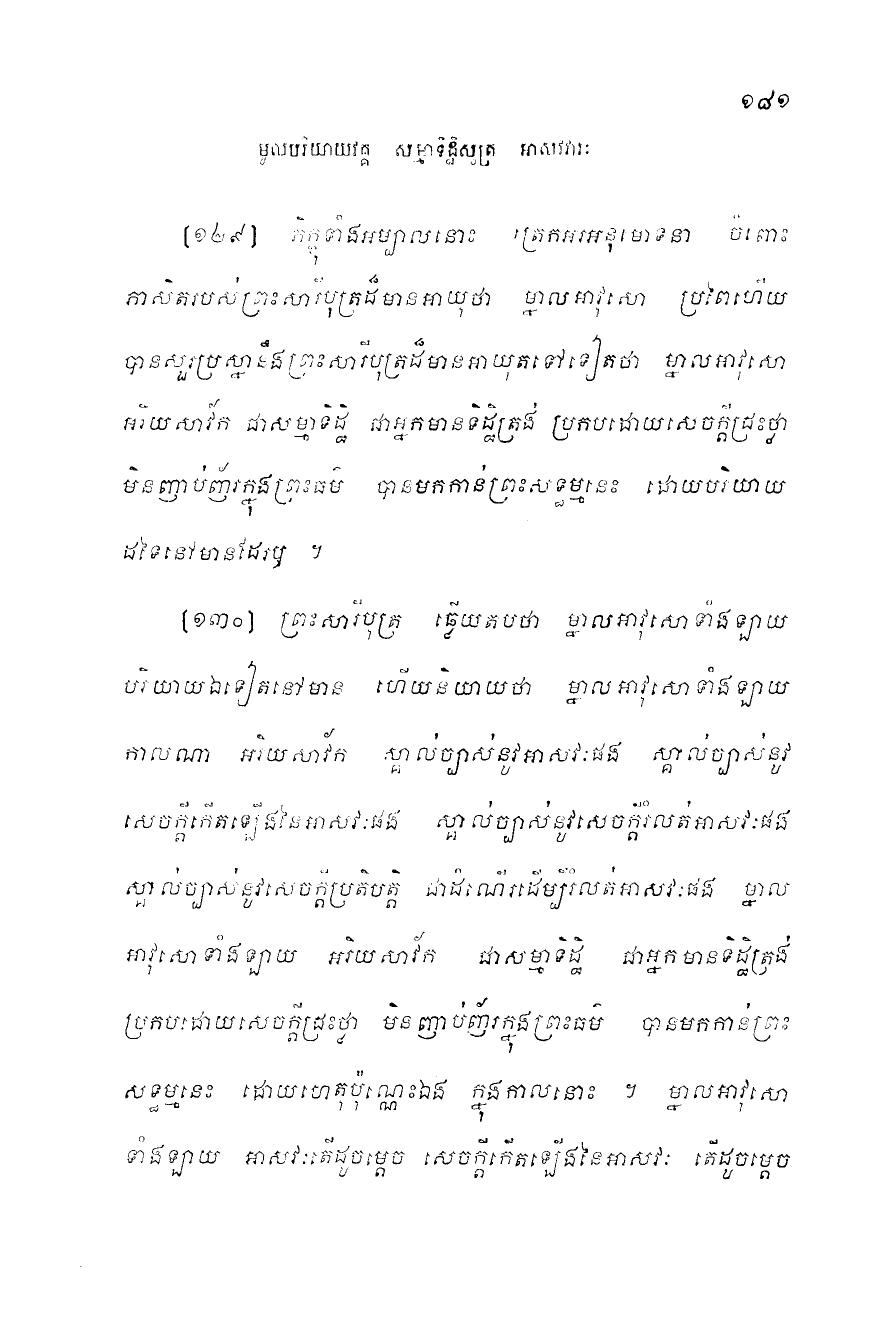 ១៨១
មូលបរិយាយវគ្គ សម្មាទិដ្ឋិសូត្រ អាសវវារៈ
[១២៩] ភិក្ខុទាំងអម្បាលនោះ ត្រេកអរអនុមោទនា ចំពោះ
ភាសិតរបស់ព្រះសារីបុត្រដ៏មានអាយុថា ម្នាលអាវុសោ ប្រពៃហើយ
បានសួរប្រស្នានឹងព្រះសារីបុត្រដ៏មានអាយុតទៅទៀតថា ម្នាលអាវុសោ
អរិយសាវ័ក ជាសម្មាទិដ្ឋិ ជាអ្នកមានទិដ្ឋិត្រង់ ប្រកបដោយសេចក្តីជ្រះថ្លា
មិនញាប់ញ័រក្នុងព្រះធម៌ បានមកកាន់ព្រះសទ្ធម្មនេះ ដោយបរិយាយ
ដទៃនៅមានដែរឬ ។
[១៣០] ព្រះសារីបុត្រ ឆ្លើយតបថា ម្នាលអាវុសោទាំងឡាយ
បរិយាយឯទៀតនៅមាន ហើយនិយាយថា ម្នាលអាវុសោទាំងឡាយ
កាលណា អរិយសាវ័ក ស្គាល់ច្បាស់នូវអាសវៈផង ស្គាល់ច្បាស់នូវ
សេចក្តីកើតឡើងនៃអាសវៈផង ស្គាល់ច្បាស់នូវសេចក្តីរំលត់អាសវៈផង
ស្គាល់ច្បាស់នូវសេចក្តីប្រតិបត្តិ ជាដំណើរដើម្បីរំលត់អាសវៈផង ម្នាល
អាវុសោទាំងឡាយ អរិយសាវ័ក ជាសម្មាទិដ្ឋិ ជាអ្នកមានទិដ្ឋិត្រង់
ប្រកបដោយសេចក្តីជ្រះថ្លា មិនញាប់ញ័រក្នុងព្រះធម៌ បានមកកាន់ព្រះ
សទ្ធម្មនេះ ដោយហេតុប៉ុណ្ណេះឯង ក្នុងកាលនោះ ។ ម្នាលអាវុសោ
ទាំងឡាយ អាសវៈតើដូចម្តេច សេចក្តីកើតឡើងនៃអាសវៈ តើដូចម្តេច